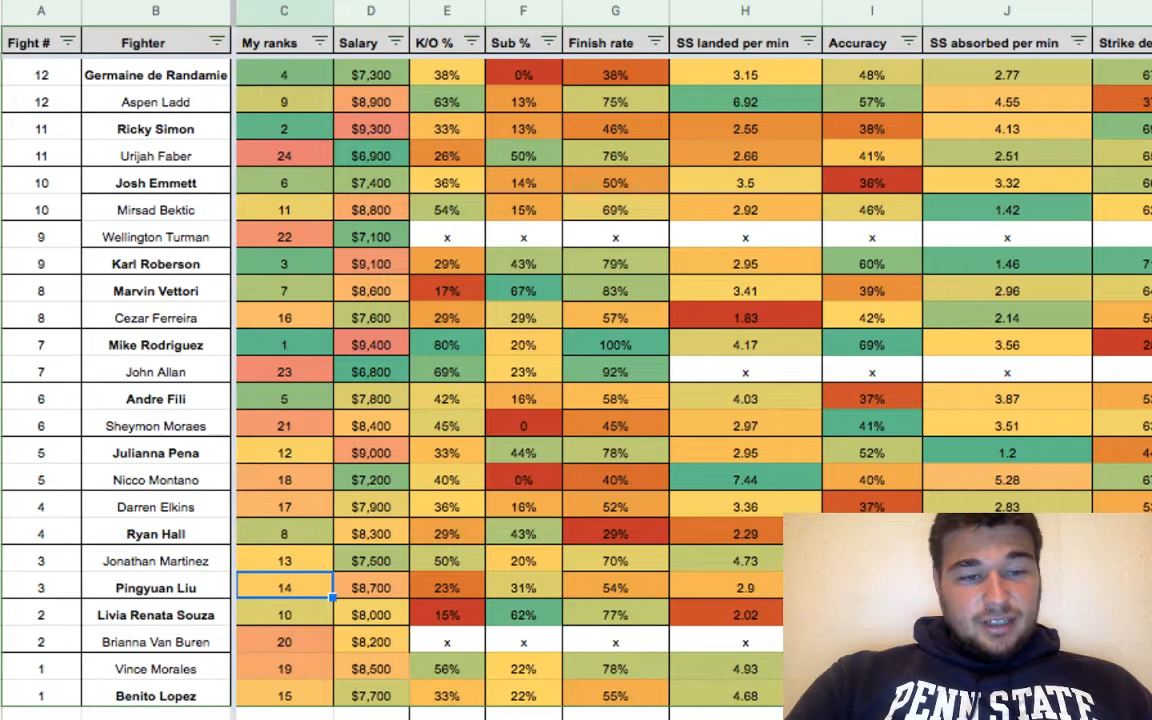 A B C D E F G H I J
Fight # Fighter My ranks Salary K/O % Sub % Finish rate SS landed per min Accuracy SS absorbed per min Strike de
12 Germaine de Randamie 4 $7,300 38% 0% 38% 3.15 48% 2.77
12 Aspen Ladd 9 $8,900 63% 13% 75% 6.92 57% 4.55
11 Ricky Simon 2 $9,300 33% 13% 46% 2.55 38% 4.13
11 Urijah Faber 24 $6,900 26% 50% 76% 2.66 41% 2.51
10 Josh Emmett 6 $7,400 36% 14% 50% 3.5 36% 3.32
10 Mirsad Bektic 11 $8,800 54% 15% 69% 2.92 46% 1.42
9 Wellington Turman 22 $7,100 x x x x x x
9 Karl Roberson 3 $9,100 29% 43% 79% 2.95 60% 1.46
8 Marvin Vettori 7 $8,600 17% 67% 83% 3.41 39% 2.96
8 Cezar Ferreira 16 $7,600 29% 29% 57% 1.83 42% 2.14
7 Mike Rodriguez 1 $9,400 80% 20% 100% 4.17 69% 3.56
7 John Allan 23 $6,800 69% 23% 92% x x x
6 Andre Fili 5 $7,800 42% 16% 58% 4.03 37% 3.87
6 Sheymon Moraes 21 $8,400 45% 0 45% 2.97 41% 3.51
5 Julianna Pena 12 $9,000 33% 44% 78% 2.95 52% 1.2
5 Nicco Montano 18 $7,200 40% 0% 40% 7.44 40% 5.28
4 Darren Elkins 17 $7,900 36% 16% 52% 3.36 37% 2.83
4 Ryan Hall 8 $8,300 29% 43% 29% 2.29
3 Jonathan Martinez 13 $7,500 50% 20% 70% 4.73
3 Pingyuan Liu 14 $8,700 23% 31% 54% 2.9
2 Livia Renata Souza 10 $8,000 15% 62% 77% 2.02
2 Brianna Van Buren 20 $8,200 x x x x
1 Vince Morales 19 $8,500 56% 22% 78% 4.93
1 Benito Lopez 15 $7,700 33% 22% 55% 4.68
PENN STATE